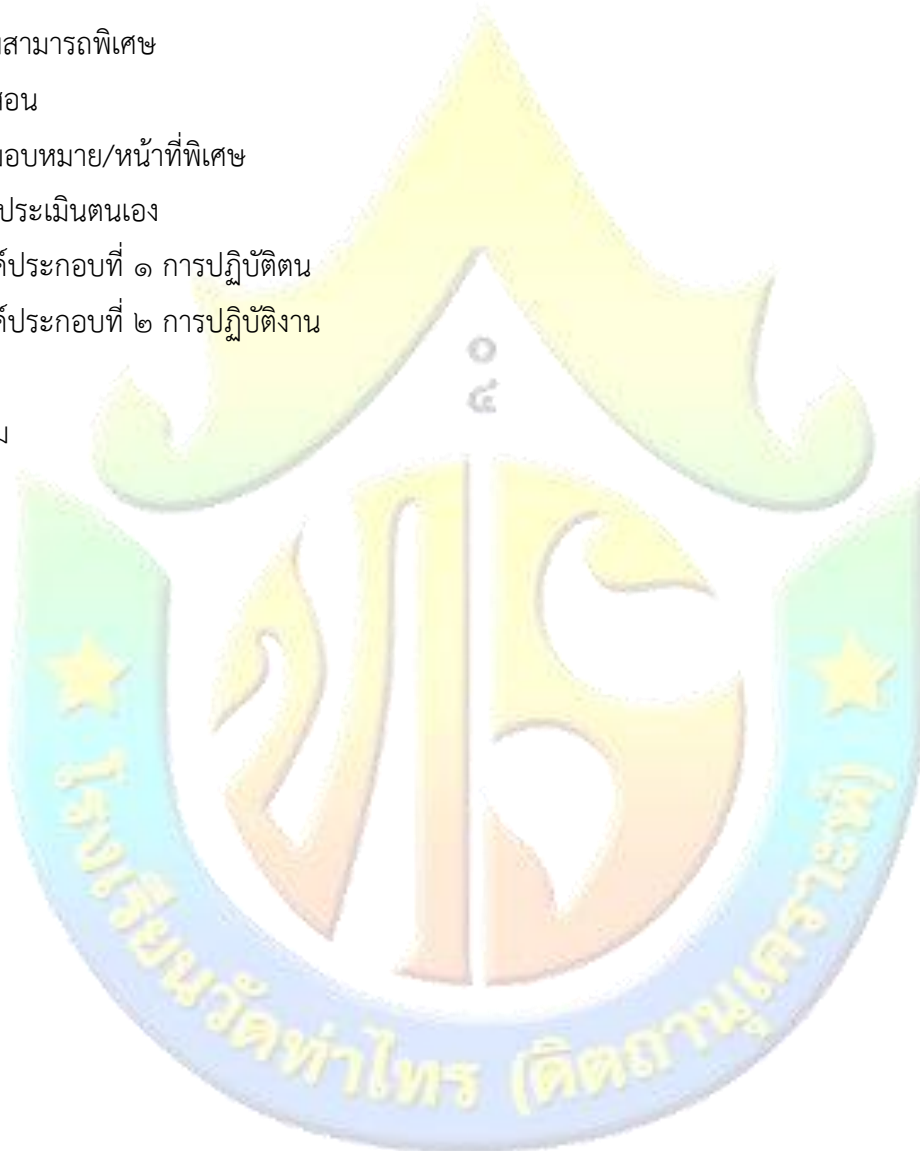 มสามารถพิเศษ
สอน
มอบหมาย/หน้าที่พิเศษ
ประเมินตนเอง
ค์ประกอบที่ ๑ การปฏิบัติตน
ค์ประกอบที่ ๒ การปฏิบัติงาน
ม
โรงเรียนวัดท่าไทร (ดิตถานุเคราะห์)